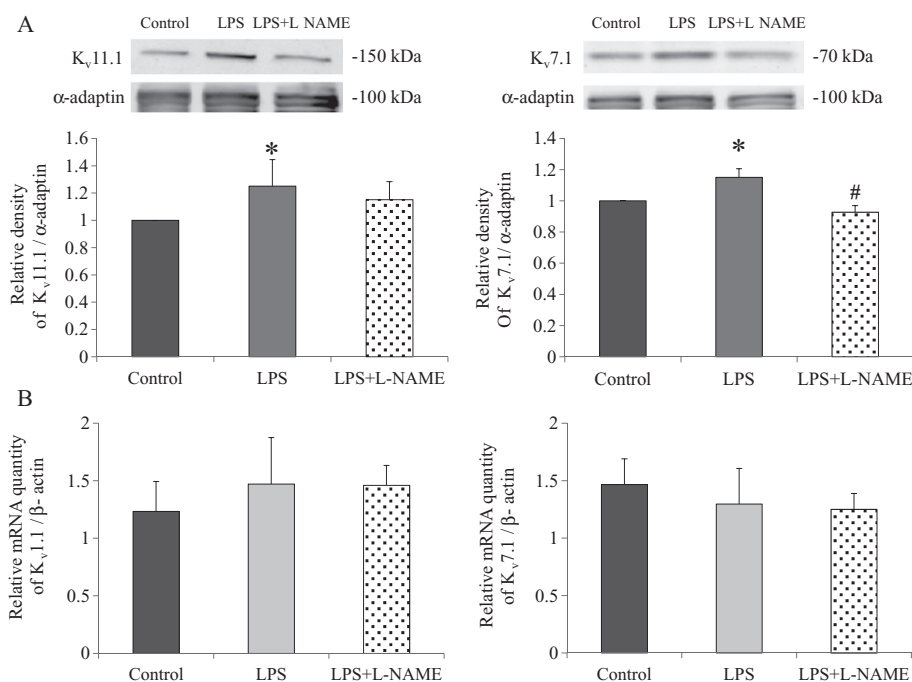 A
Control LPS LPS+L NAME
Kv11.1 -150 kDa
α-adaptin -100 kDa
Relative density
of Kv11.1 / α-adaptin
1.6
1.4
*
1.2
1
0.8
0.6
0.4
0.2
0
Control LPS LPS+L-NAME
Control LPS LPS+L NAME
Kv7.1 -70 kDa
α-adaptin -100 kDa
Relative density
Of Kv7.1/ α-adaptin
1.4
*
1.2
#
1
0.8
0.6
0.4
0.2
0
Control LPS LPS+L-NAME
B
Relative mRNA quantity
of Kv1.1 / β- actin
2
1.5
1
0.5
0
Control LPS LPS+L-NAME
Relative mRNA quantity
of Kv7.1 / β- actin
2
1.5
1
0.5
0
Control LPS LPS+L-NAME